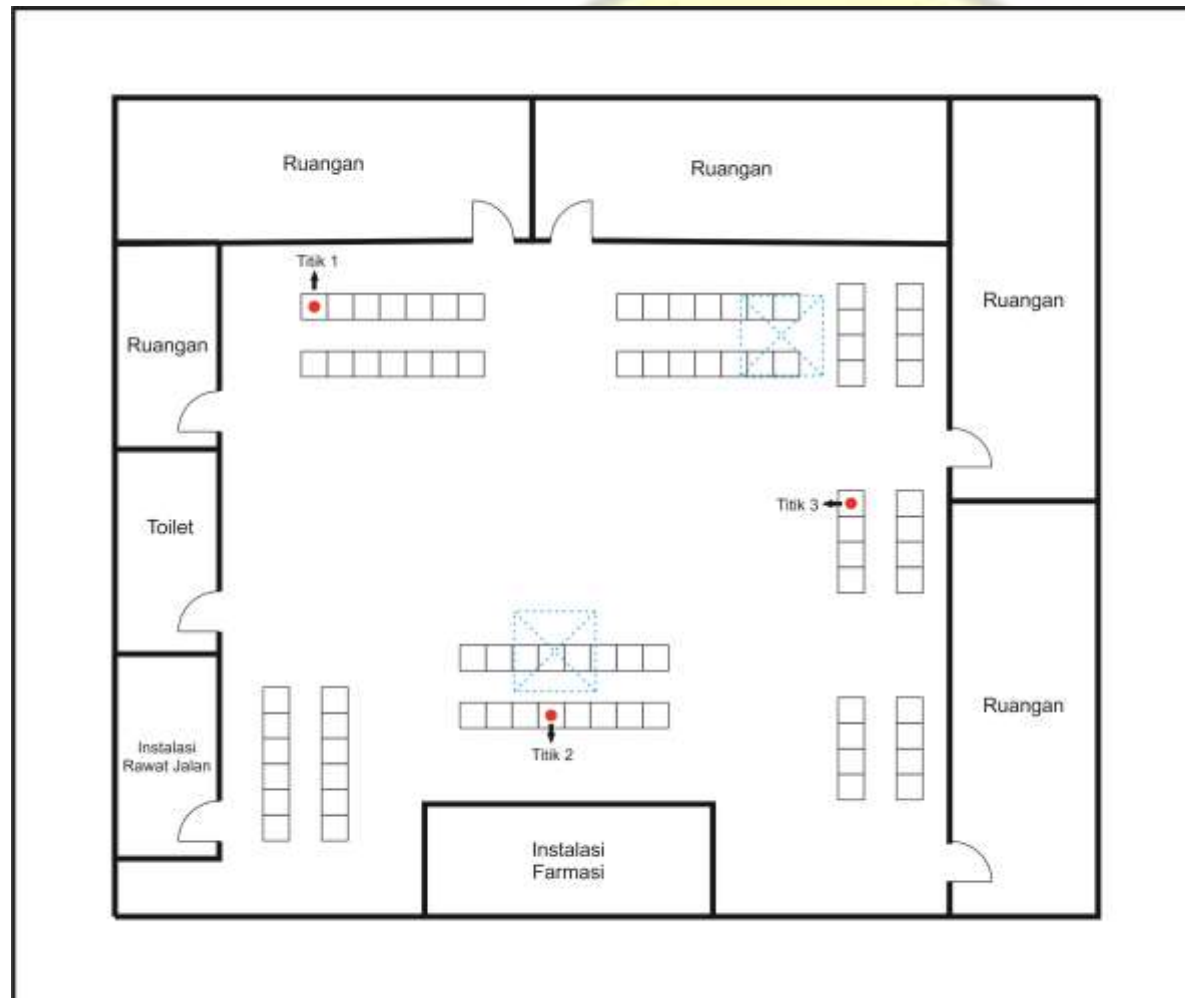 Ruangan
Ruangan
Titik 1
Ruangan
Ruangan
Titik 3
Toilet
Ruangan
Instalasi
Rawat Jalan
Titik 2
Instalasi
Farmasi